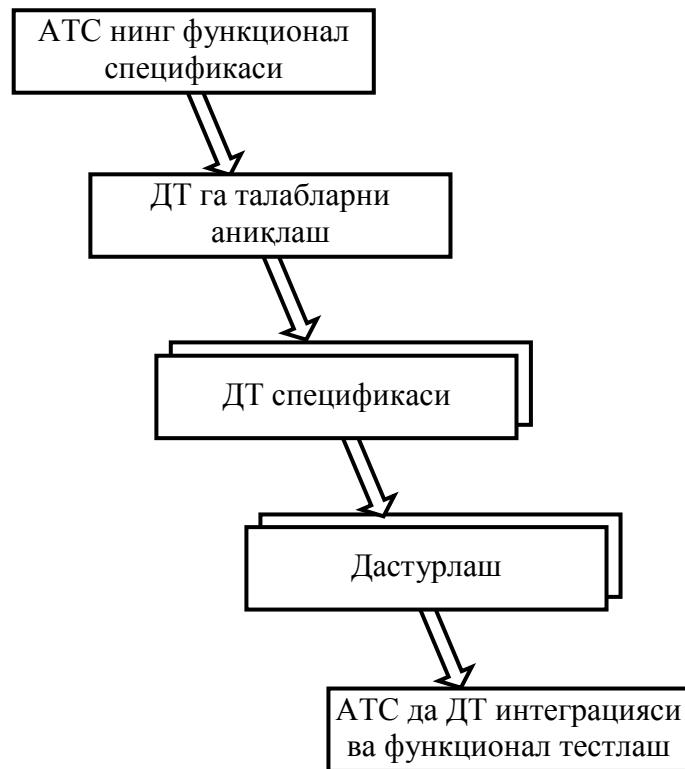 АТС нинг функционал
спецификаси
ДТ га талабларни
аниқлаш
ДТ спецификаси
Дастурлаш
АТС да ДТ интеграцияси
ва функционал тестлаш